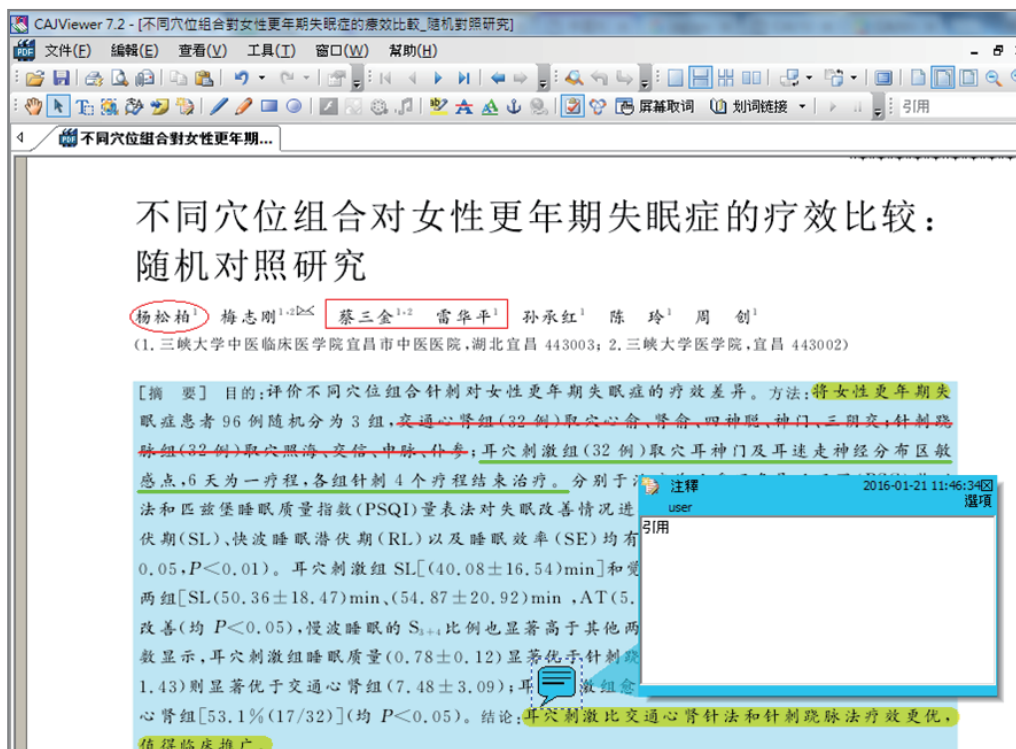 CAJViewer 7.2 - [不同穴位組合對女性更年期失眠症的療效比較_随机對照研究]
文件(F) 編輯(E) 查看(V) 工具(T) 窗口(W) 幫助(H)
屏幕取词 划词链接 引用
不同穴位組合對女性更年期...
不同穴位组合对女性更年期失眠症的疗效比较：
随机对照研究
杨松柏¹ 梅志刚¹·² 蔡三金¹·² 雷华平¹ 孙承红¹ 陈 玲¹ 周 创¹
(1.三峡大学中医临床医学院宜昌市中医医院,湖北宜昌 443003; 2.三峡大学医学院,宜昌 443002)
[摘 要] 目的:评价不同穴位组合针刺对女性更年期失眠症的疗效差异。方法:将女性更年期失
眠症患者 96 例随机分为 3 组,交通心肾组(32 例)取穴心俞、肾俞、四神聪、神门、三阴交;针刺跷
脉组(32 例)取穴照海、交信、申脉、仆参;耳穴刺激组(32 例)取穴耳神门及耳迷走神经分布区敏
感点,6 天为一疗程,各组针刺 4 个疗程结束治疗。分别于
法和匹兹堡睡眠质量指数(PSQI)量表法对失眠改善情况进
伏期(SL)、快波睡眠潜伏期(RL)以及睡眠效率(SE)均有
0.05,P<0.01)。耳穴刺激组 SL[(40.08±16.54)min]和觉
两组[SL(50.36±18.47)min、(54.87±20.92)min ,AT(5.
改善(均 P<0.05),慢波睡眠的 S₃₊₄比例也显著高于其他两
数显示,耳穴刺激组睡眠质量(0.78±0.12)显著优于针刺跷
1.43)则显著优于交通心肾组(7.48±3.09);耳 激组愈
心肾组[53.1%(17/32)](均 P<0.05)。结论:耳穴刺激比交通心肾针法和针刺跷脉法疗效更优,
值得临床推广。
注釋 2016-01-21 11:46:34
user 選項
引用